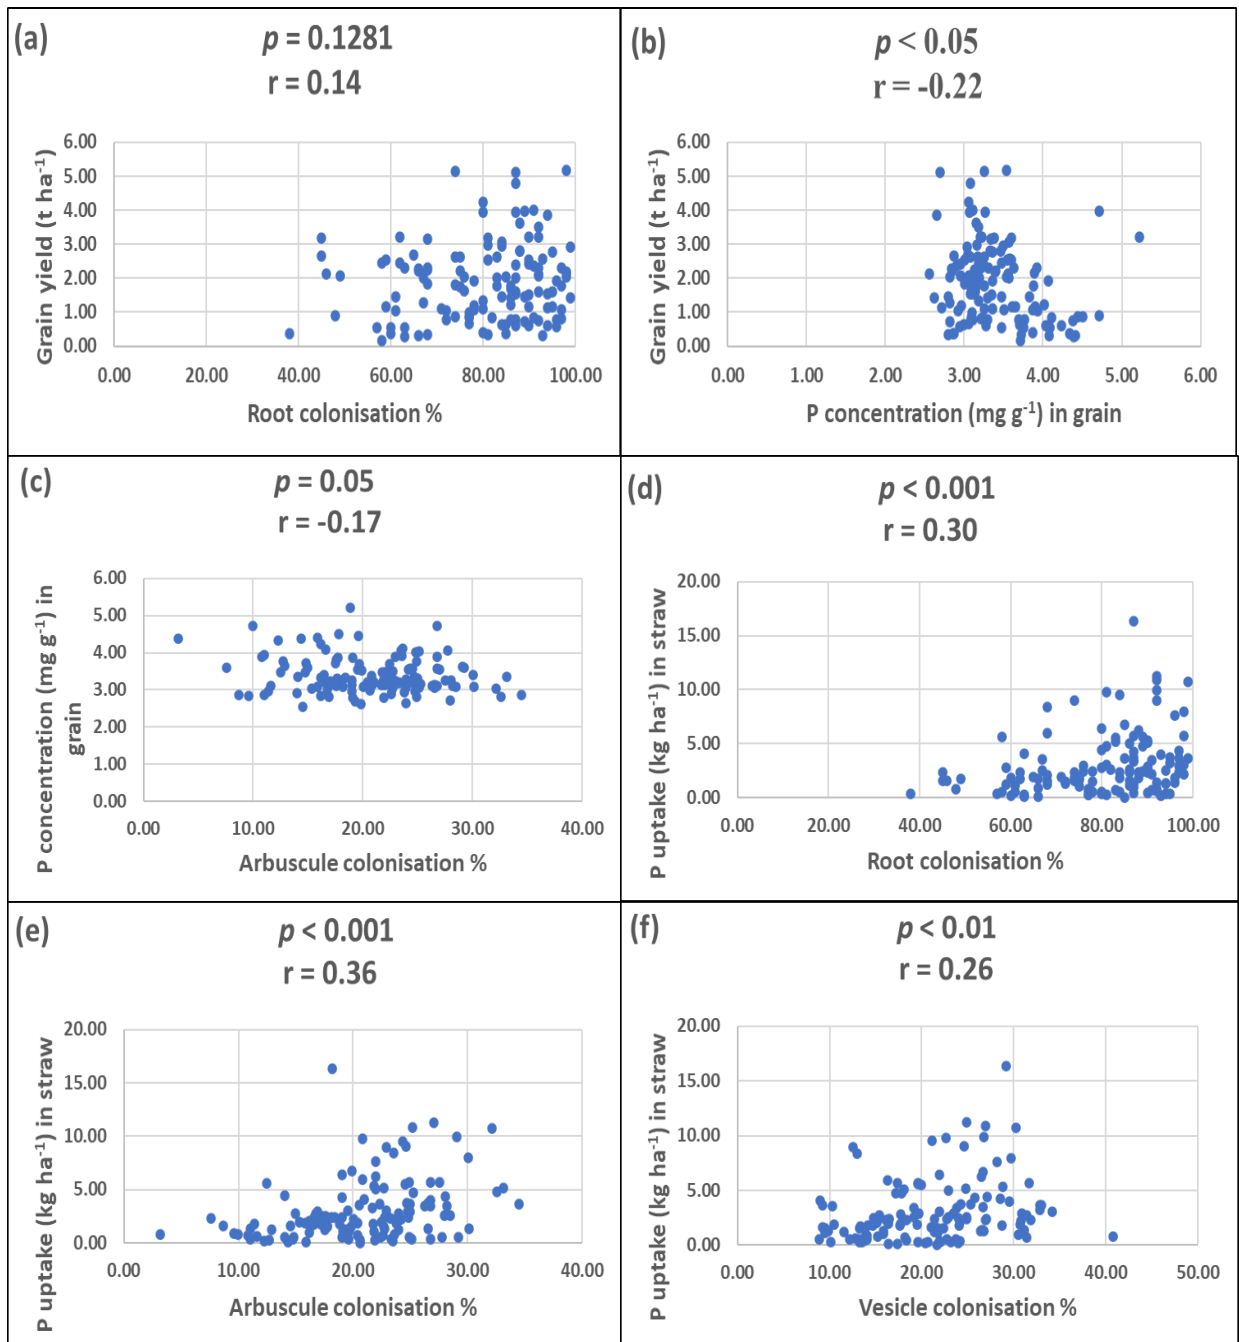 (a)
p = 0.1281
r = 0.14
Grain yield (t ha⁻¹)
6.00
5.00
4.00
3.00
2.00
1.00
0.00
0.00 20.00 40.00 60.00 80.00 100.00
Root colonisation %
(b)
p < 0.05
r = -0.22
Grain yield (t ha⁻¹)
6.00
5.00
4.00
3.00
2.00
1.00
0.00
0.00 1.00 2.00 3.00 4.00 5.00 6.00
P concentration (mg g⁻¹) in grain
(c)
p = 0.05
r = -0.17
P concentration (mg g⁻¹) in
grain
6.00
5.00
4.00
3.00
2.00
1.00
0.00
0.00 10.00 20.00 30.00 40.00
Arbuscule colonisation %
(d)
p < 0.001
r = 0.30
P uptake (kg ha⁻¹) in straw
20.00
15.00
10.00
5.00
0.00
0.00 20.00 40.00 60.00 80.00 100.00
Root colonisation %
(e)
p < 0.001
r = 0.36
P uptake (kg ha⁻¹) in straw
20.00
15.00
10.00
5.00
0.00
0.00 10.00 20.00 30.00 40.00
Arbuscule colonisation %
(f)
p < 0.01
r = 0.26
P uptake (kg ha⁻¹) in straw
20.00
15.00
10.00
5.00
0.00
0.00 10.00 20.00 30.00 40.00 50.00
Vesicle colonisation %